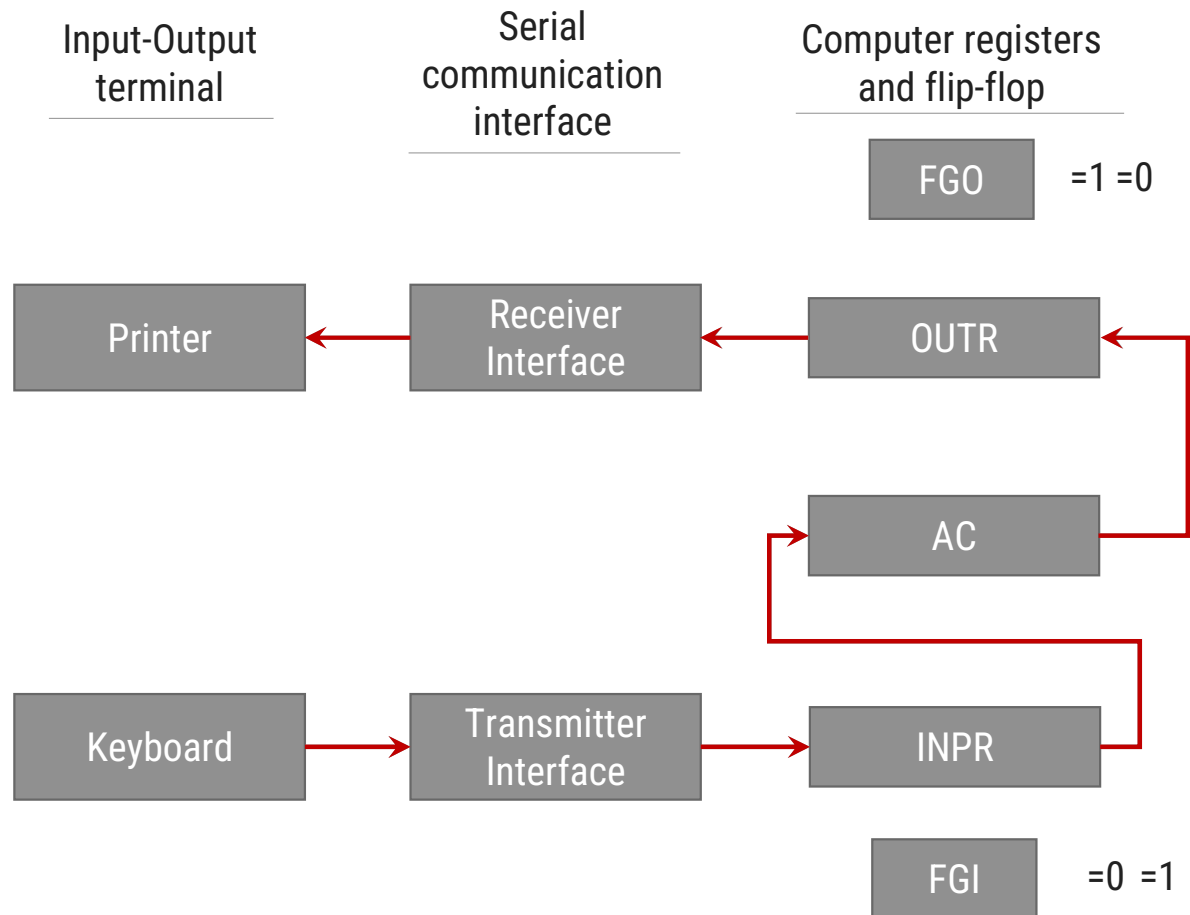 Input-Output
terminal
Serial
communication
interface
Computer registers
and flip-flop
FGO
=1 =0
Printer
Receiver
Interface
OUTR
AC
Keyboard
Transmitter
Interface
INPR
FGI
=0 =1